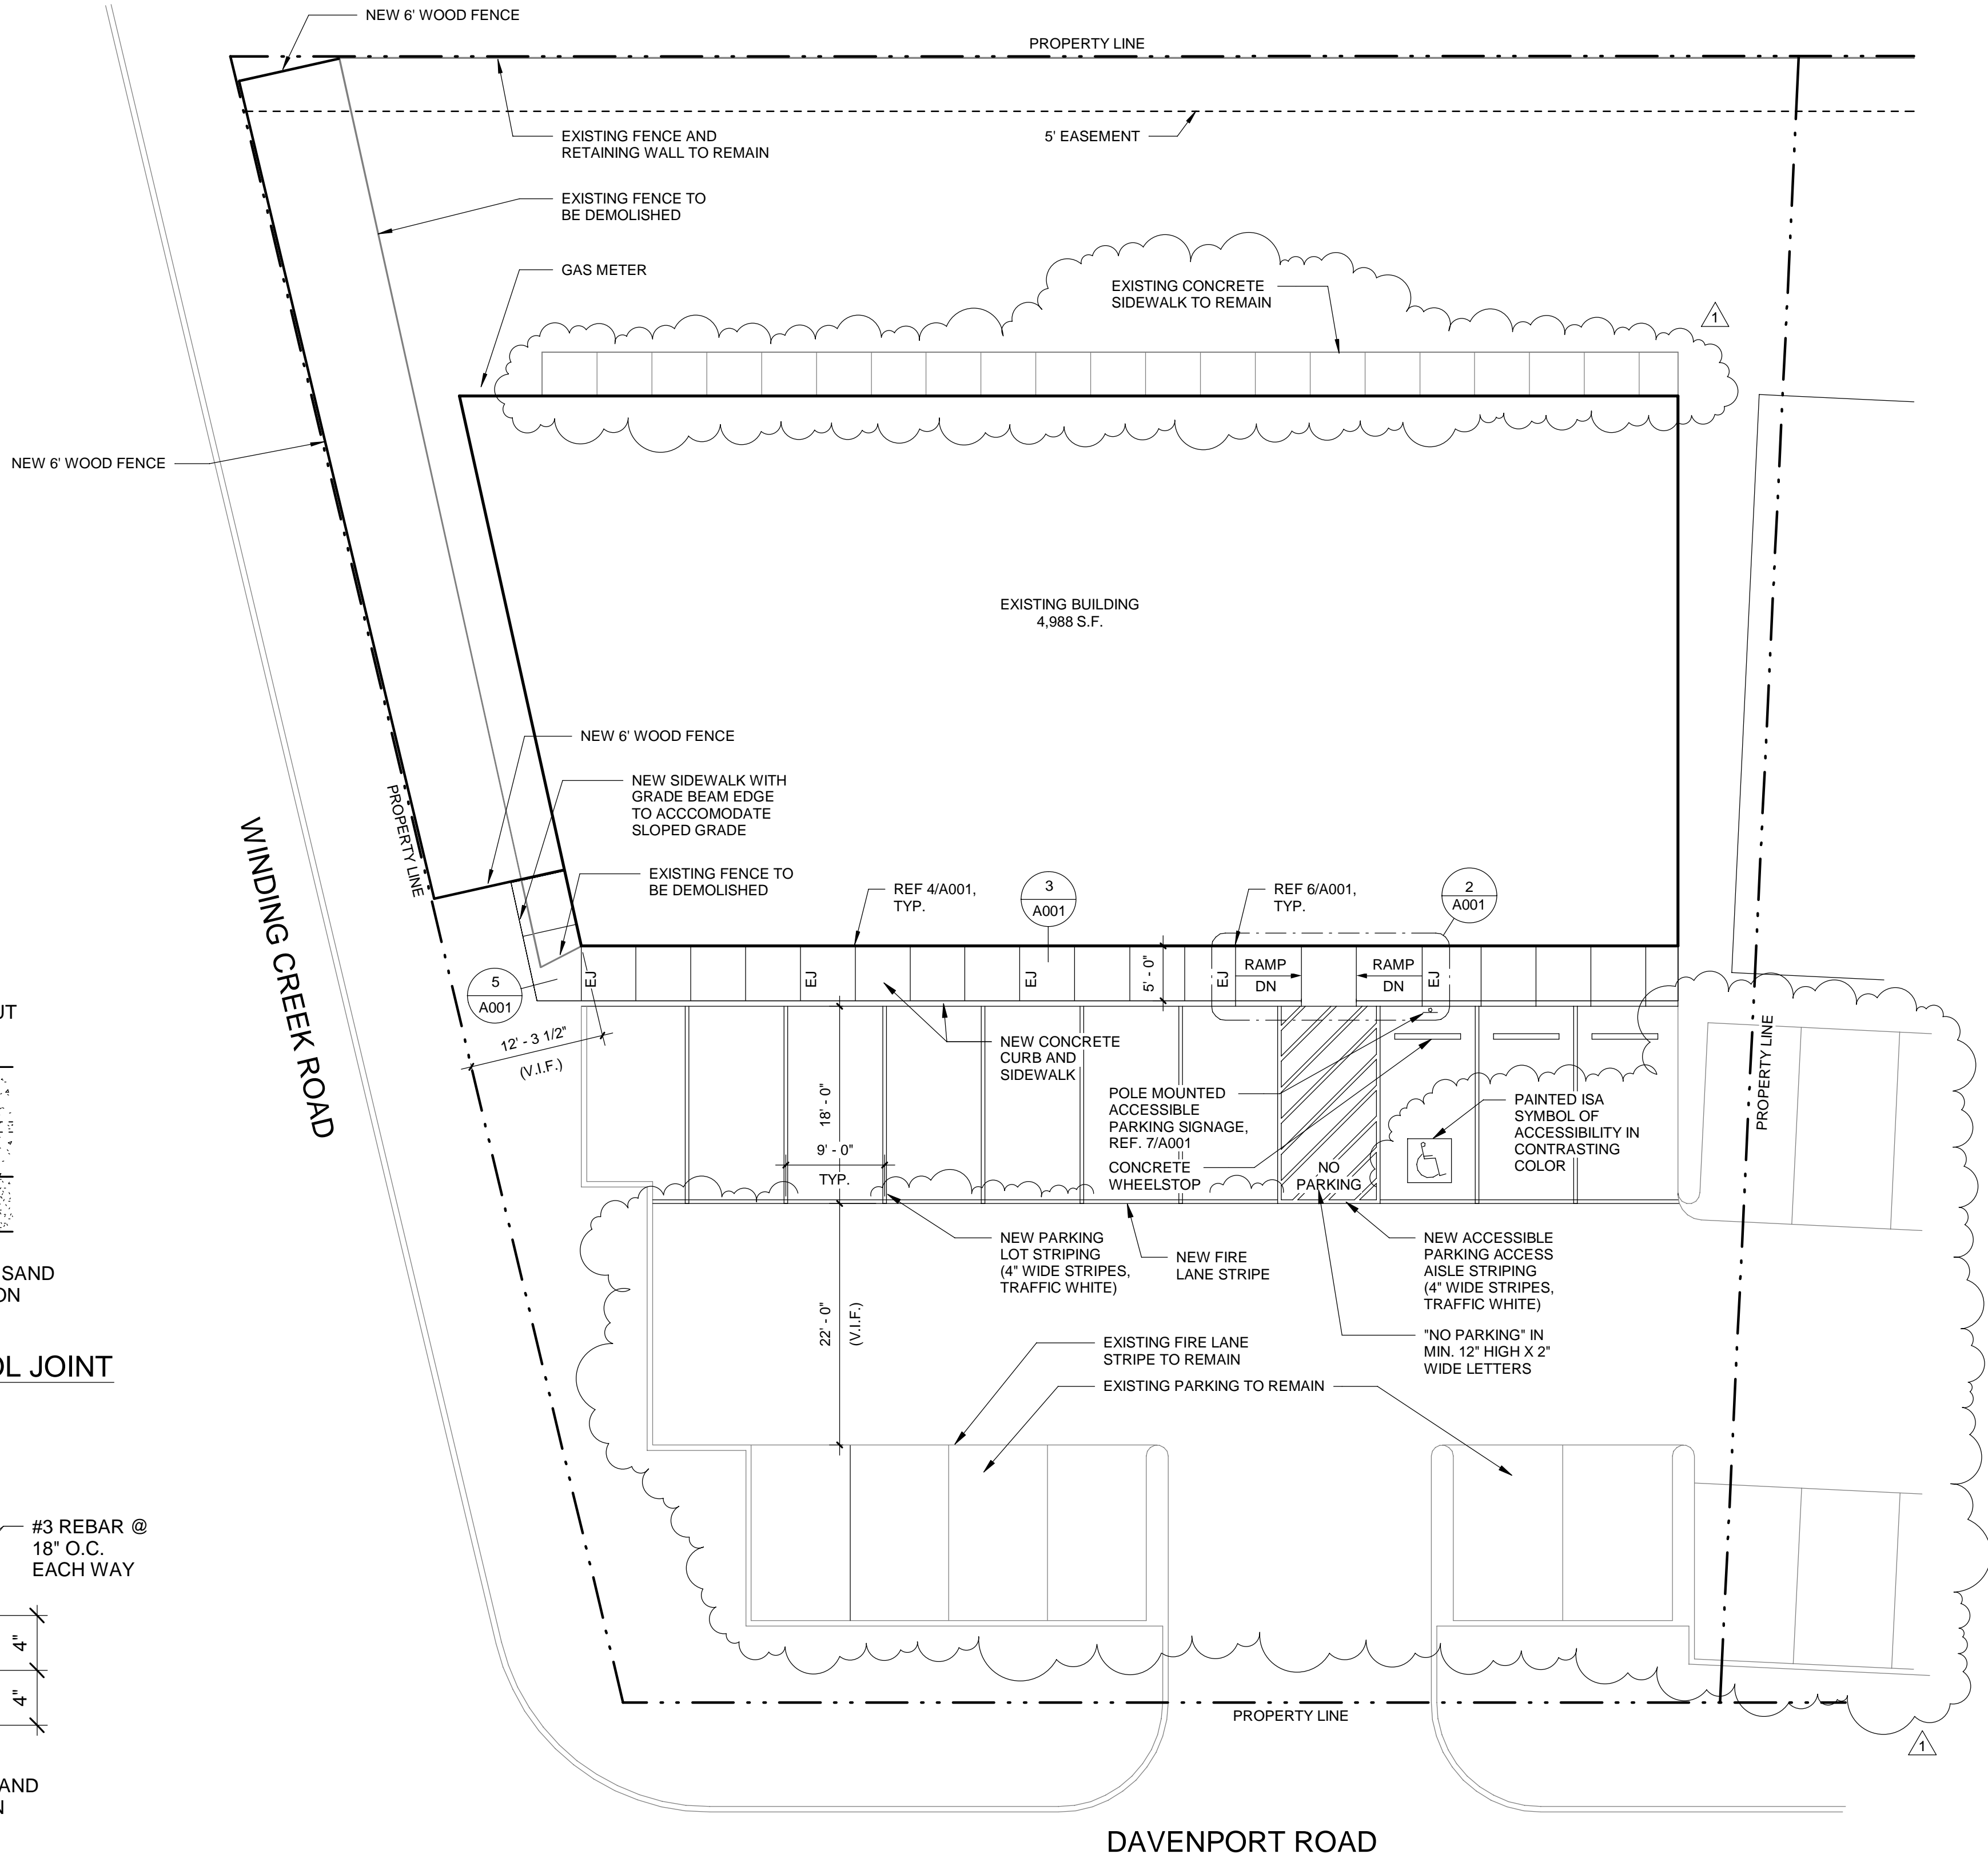 NEW 6' WOOD FENCE
PROPERTY LINE
EXISTING FENCE AND
RETAINING WALL TO REMAIN
5' EASEMENT
EXISTING FENCE TO
BE DEMOLISHED
GAS METER
EXISTING CONCRETE
SIDEWALK TO REMAIN
1
NEW 6' WOOD FENCE
EXISTING BUILDING
4,988 S.F.
NEW 6' WOOD FENCE
NEW SIDEWALK WITH
GRADE BEAM EDGE
TO ACCCOMODATE
SLOPED GRADE
PROPERTY LINE
WINDING CREEK ROAD
EXISTING FENCE TO
BE DEMOLISHED
REF 4/A001,
TYP.
3
A001
REF 6/A001,
TYP.
2
A001
5
A001
EJ
EJ
EJ
5' - 0"
EJ
RAMP
DN
RAMP
DN
EJ
12' - 3 1/2"
(V.I.F.)
NEW CONCRETE
CURB AND
SIDEWALK
18' - 0"
9' - 0"
TYP.
POLE MOUNTED
ACCESSIBLE
PARKING SIGNAGE,
REF. 7/A001
CONCRETE
WHEELSTOP
NO
PARKING
PAINTED ISA
SYMBOL OF
ACCESSIBILITY IN
CONTRASTING
COLOR
PROPERTY LINE
NEW PARKING
LOT STRIPING
(4" WIDE STRIPES,
TRAFFIC WHITE)
NEW FIRE
LANE STRIPE
NEW ACCESSIBLE
PARKING ACCESS
AISLE STRIPING
(4" WIDE STRIPES,
TRAFFIC WHITE)
22' - 0"
(V.I.F.)
"NO PARKING" IN
MIN. 12" HIGH X 2"
WIDE LETTERS
EXISTING FIRE LANE
STRIPE TO REMAIN
EXISTING PARKING TO REMAIN
PROPERTY LINE
1
DAVENPORT ROAD
SAND
JOINT
#3 REBAR @
18" O.C.
EACH WAY
4"
4"